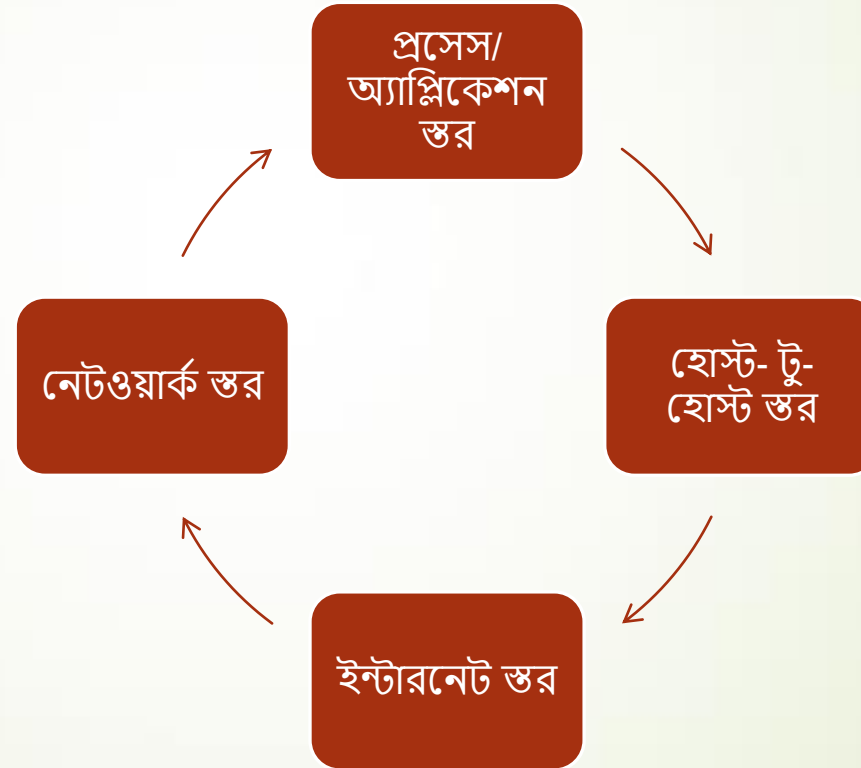 প্রসেস/
অ্যাপ্লিকেশন
স্তর
হোস্ট- টু-
হোস্ট স্তর
ইন্টারনেট স্তর
নেটওয়ার্ক স্তর